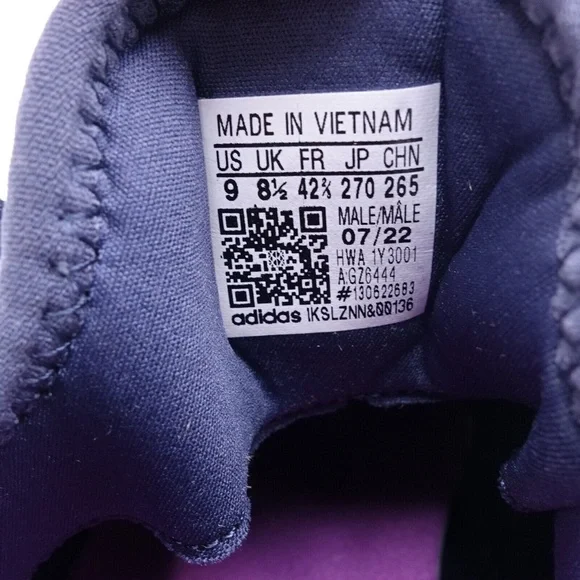 MADE IN VIETNAM
US UK FR JP CHN
9 8½ 42⅔ 270 265
MALE/MÂLE
07/22
HWA 1Y3001
A:GZ6444
#130622683
adidas IKSLZNN&00136